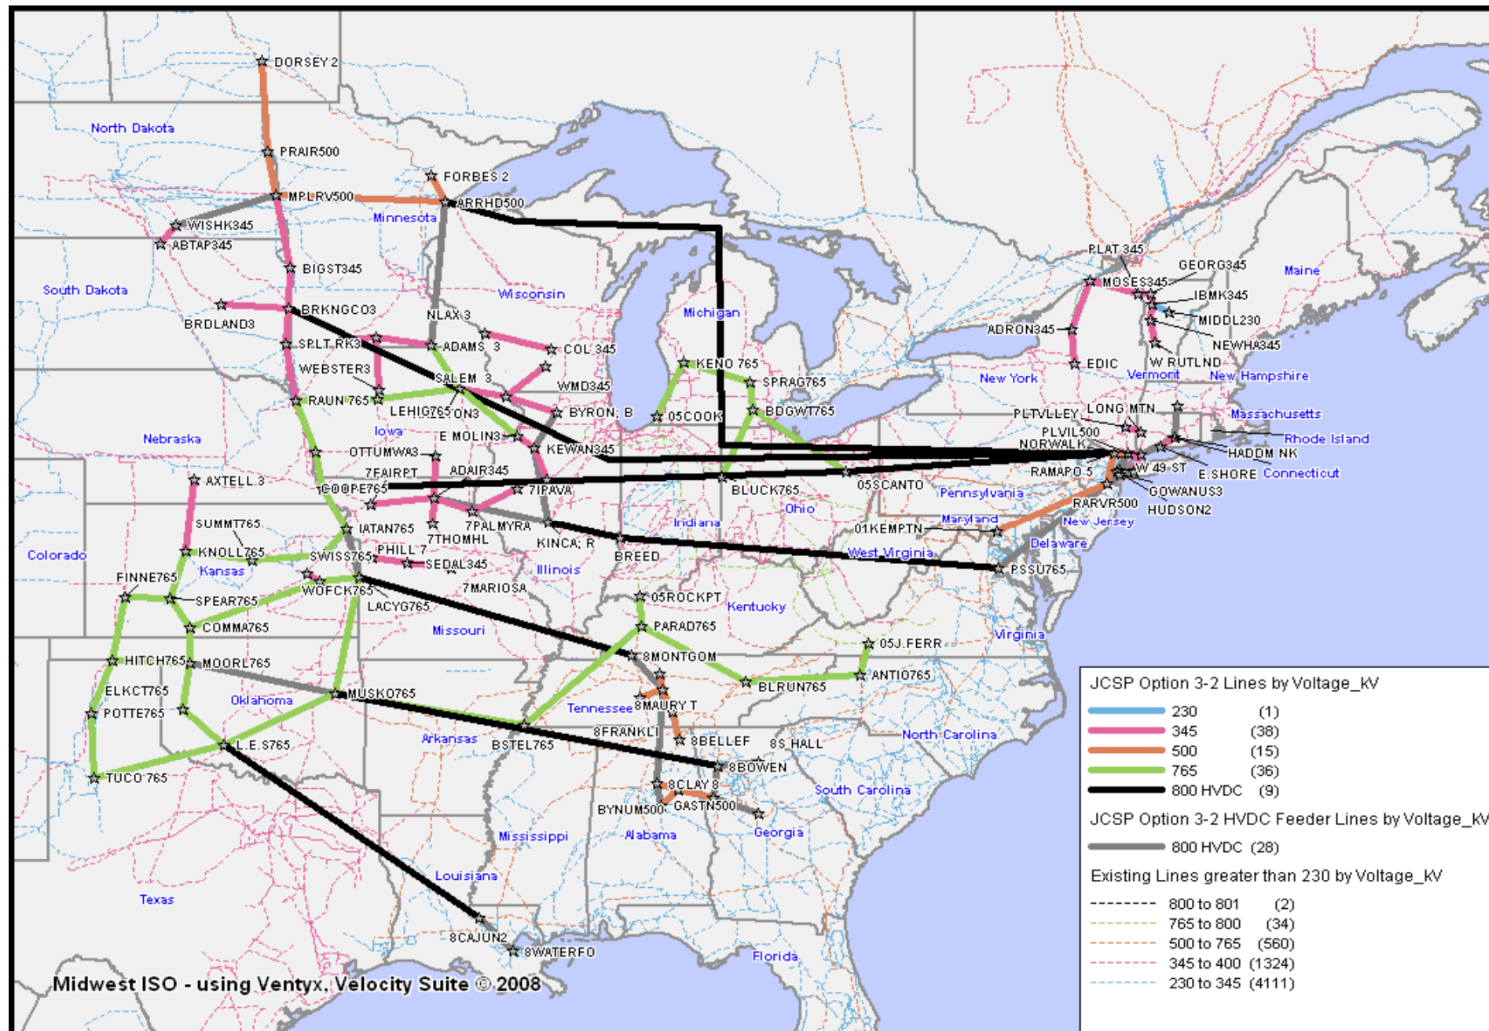 DORSEY 2
North Dakota
PRAIR500
FORBES 2
MPLRV500
ARRHD500
Minnesota
WISHK345
ABTAP345
PLAT 345
GEORG345
Maine
BIGST345
MOSES345
South Dakota
Wisconsin
IBMK345
BRKNGCO3
NLAX 3
Michigan
MIDDL230
BRDLAND3
ADRON345
SPLT RK3
ADAMS 3
COL 345
NEWHA345
KENO 765
EDIC
W RUTLND
WEBSTER3
SALEM 3
WMD345
SPRAG765
New York
Vermont
New Hampshire
RAUN 765
LEHIG765
ON3
BYRON; B
05COOK
BDGWT765
PLTVLLEY
LONG MTN
Massachusetts
Iowa
PLVIL500
Nebraska
E MOLIN3
NORWALK
Rhode Island
OTTUMWA3
KEWAN345
HADDM NK
7FAIRPT
ADAIR345
RAMAPO 5
W 49 ST
E.SHORE
Connecticut
AXTELL 3
COOPE765
7IPAVA
BLUCK765
05SCANTO
Pennsylvania
GOWANUS3
RARVR500
HUDSON2
SUMMT765
IATAN765
7PALMYRA
Indiana
Ohio
01KEMPTN
Maryland
New Jersey
7THOMHL
KINCA; R
Colorado
KNOLL765
SWISS765
PHILL 7
BREED
West Virginia
Delaware
Kansas
SEDAL345
Illinois
PSSU765
FINNE765
WOFCK765
7MARIOSA
SPEAR765
LACYG765
05ROCKPT
Kentucky
COMMA765
Missouri
PARAD765
Virginia
05J.FERR
HITCH765
MOORL765
8MONTGOM
ANTIO765
ELKCT765
Oklahoma
MUSKO765
BLRUN765
POTTE765
Tennessee
8MAURY T
8FRANKLI
North Carolina
L.E.S765
Arkansas
BSTEL765
8BELLEF
8S HALL
TUCO 765
8BOWEN
8CLAY 8
South Carolina
BYNUM500
GASTN500
Mississippi
Alabama
Georgia
Louisiana
Texas
8CAJUN2
8WATERFO
Florida
Midwest ISO - using Ventyx, Velocity Suite © 2008
JCSP Option 3-2 Lines by Voltage_kV
230 (1)
345 (38)
500 (15)
765 (36)
800 HVDC (9)
JCSP Option 3-2 HVDC Feeder Lines by Voltage_kV
800 HVDC (28)
Existing Lines greater than 230 by Voltage_kV
800 to 801 (2)
765 to 800 (34)
500 to 765 (560)
345 to 400 (1324)
230 to 345 (4111)